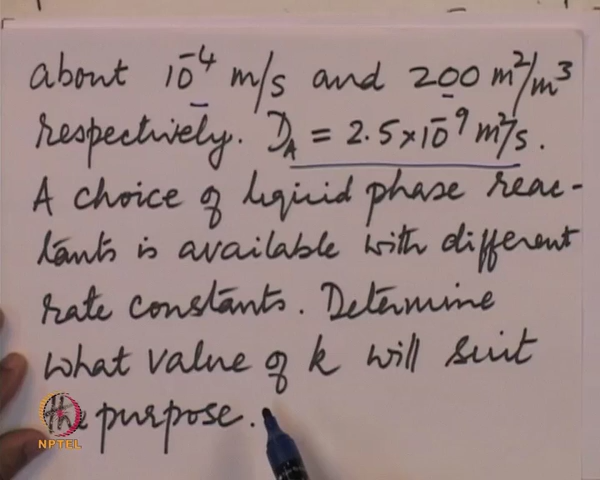 about 10⁻⁴ m/s and 200 m²/m³
respectively. D_A = 2.5×10⁻⁹ m²/s.
A choice of liquid phase reac-
tants is available with different
rate constants. Determine
what value of k will suit
the purpose.
NPTEL